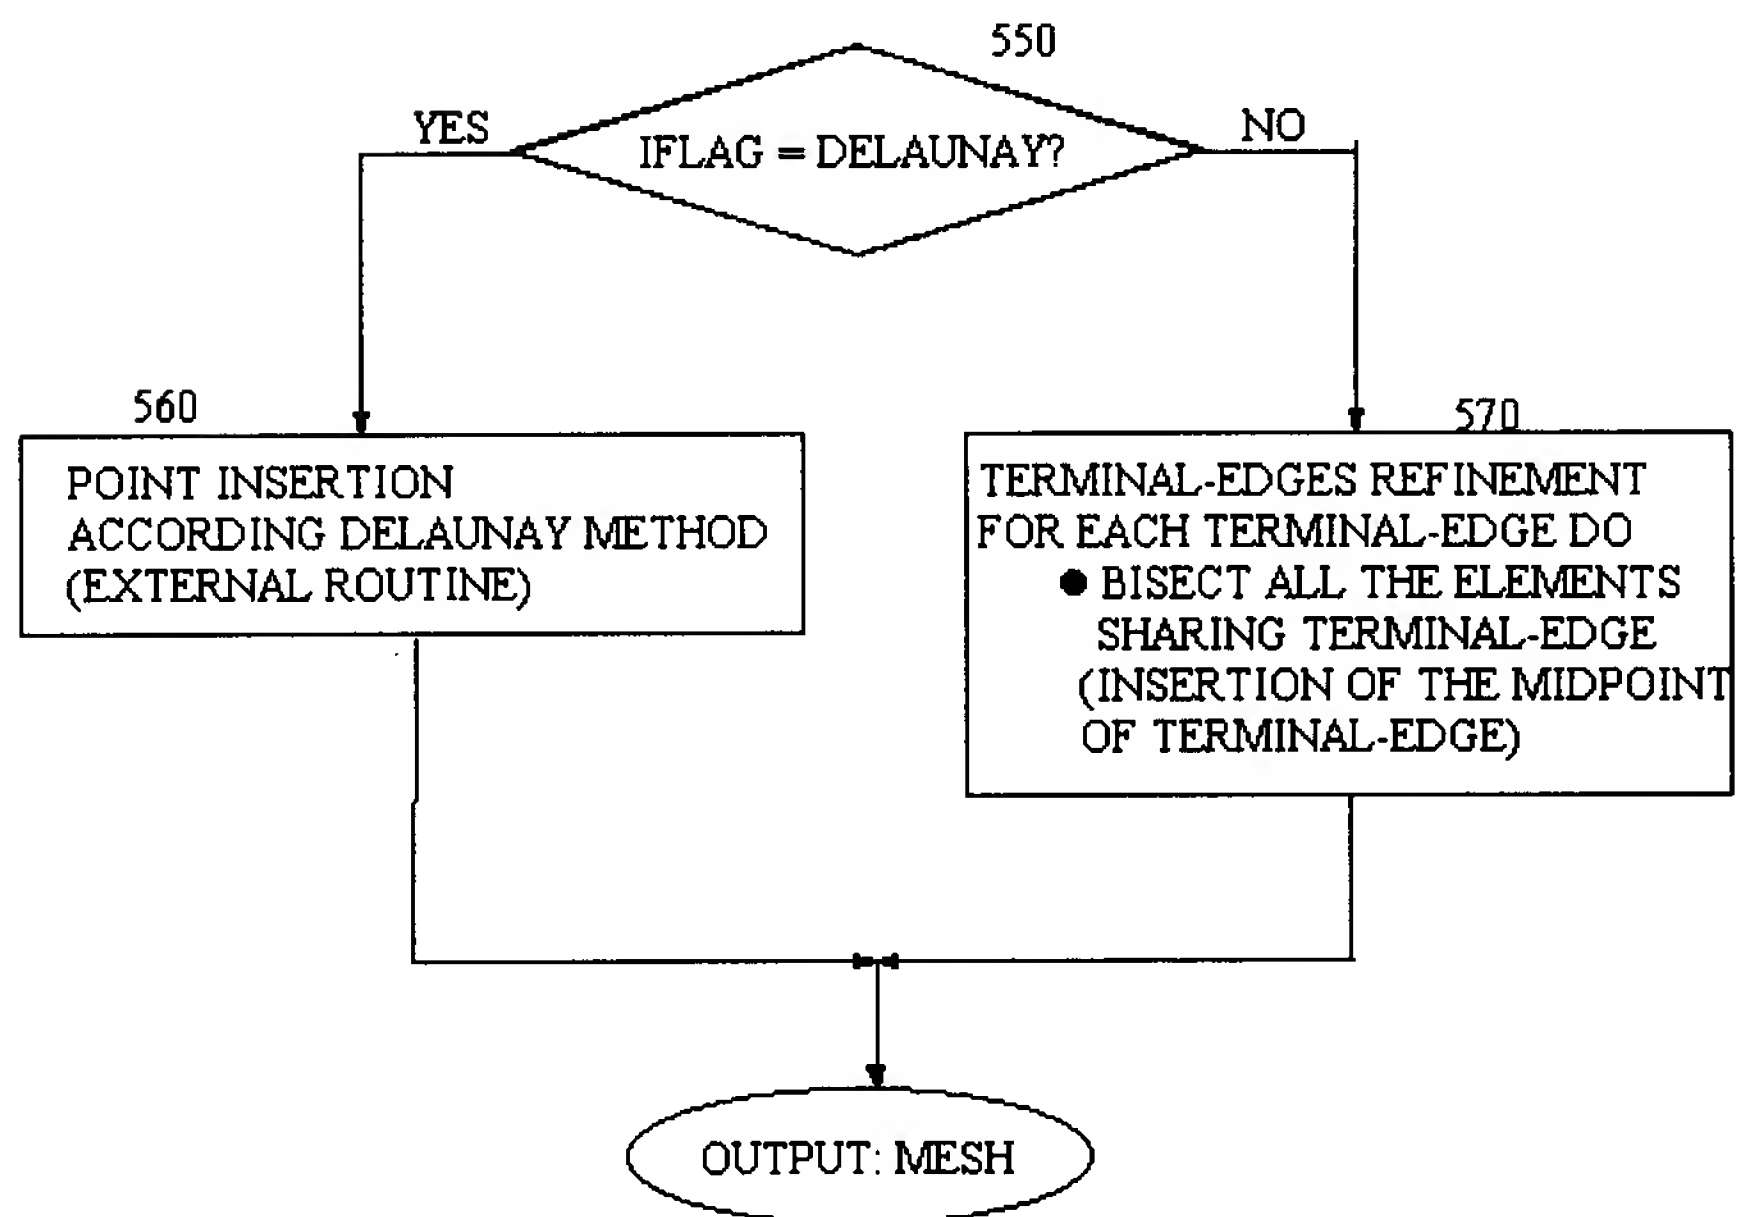 550
YES
NO
IFLAG = DELAUNAY?
560
570
POINT INSERTION
ACCORDING DELAUNAY METHOD
(EXTERNAL ROUTINE)
TERMINAL-EDGES REFINEMENT
FOR EACH TERMINAL-EDGE DO
● BISECT ALL THE ELEMENTS
SHARING TERMINAL-EDGE
(INSERTION OF THE MIDPOINT
OF TERMINAL-EDGE)
OUTPUT: MESH